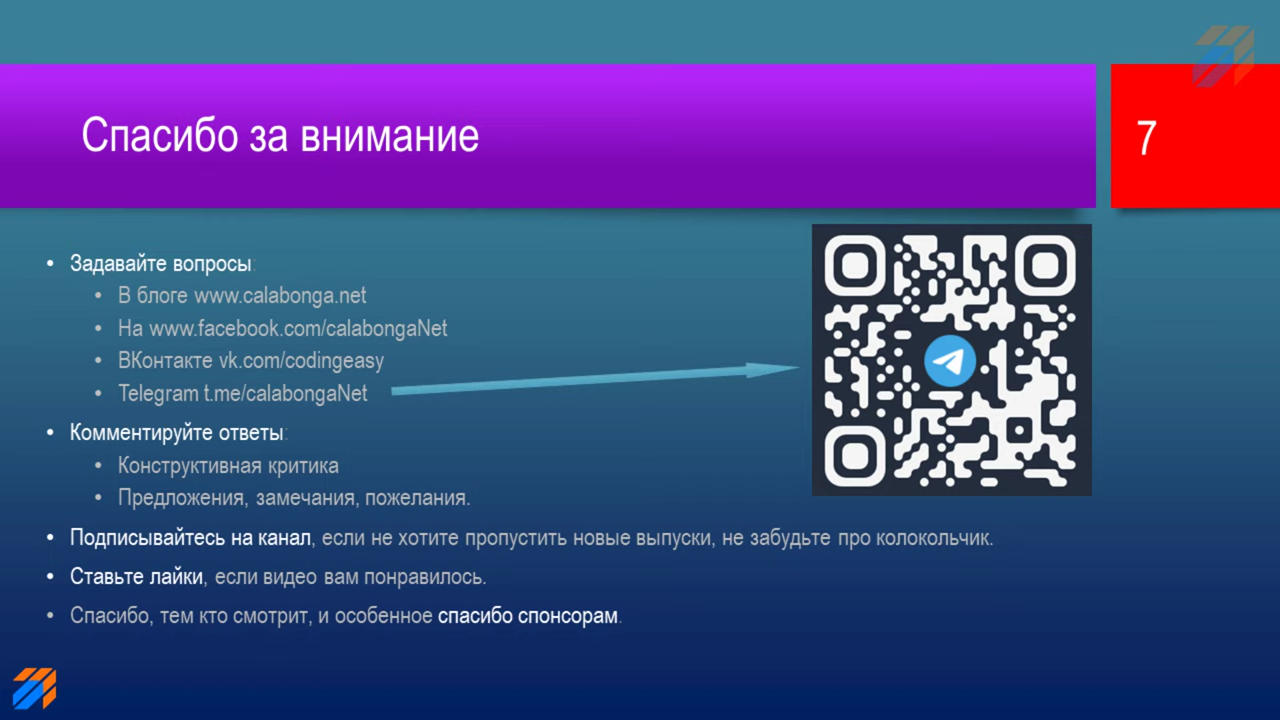 Спасибо за внимание
7
• Задавайте вопросы:
• В блоге www.calabonga.net
• На www.facebook.com/calabongaNet
• ВКонтакте vk.com/codingeasy
• Telegram t.me/calabongaNet
• Комментируйте ответы:
• Конструктивная критика
• Предложения, замечания, пожелания.
• Подписывайтесь на канал, если не хотите пропустить новые выпуски, не забудьте про колокольчик.
• Ставьте лайки, если видео вам понравилось.
• Спасибо, тем кто смотрит, и особенное спасибо спонсорам.